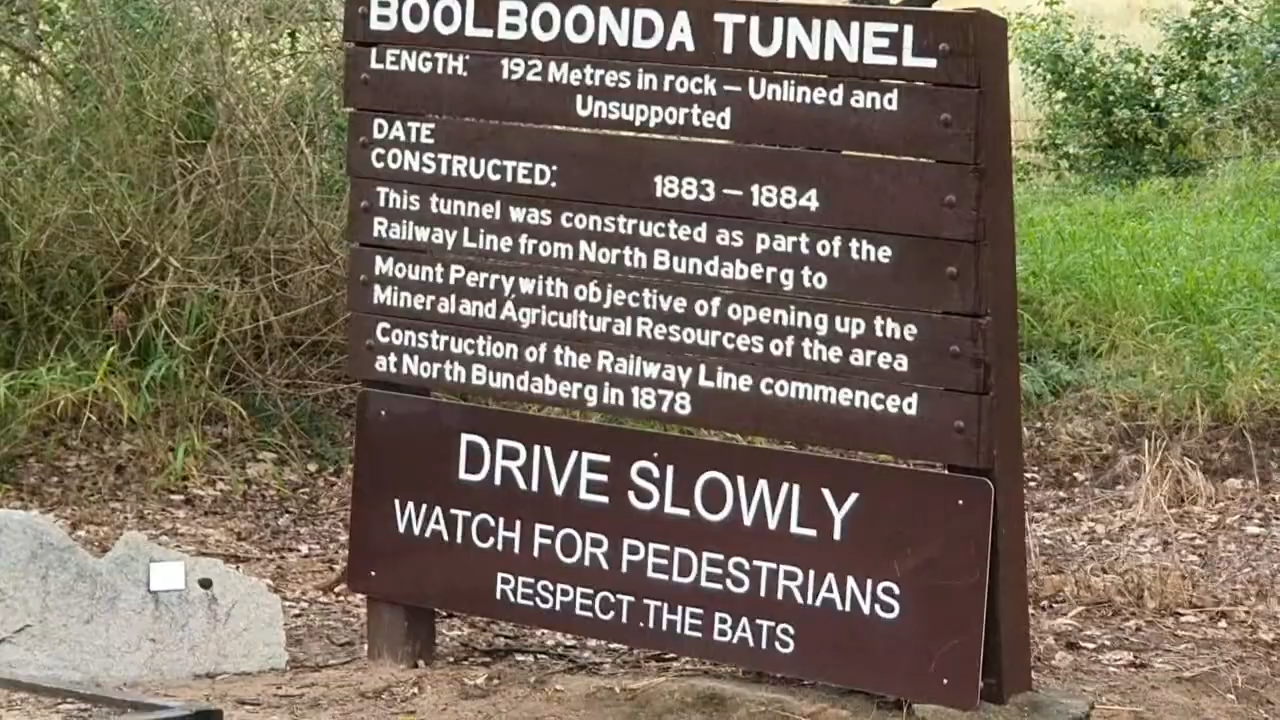 BOOLBOONDA TUNNEL
LENGTH: 192 Metres in rock – Unlined and
Unsupported
DATE
CONSTRUCTED: 1883 – 1884
This tunnel was constructed as part of the
Railway Line from North Bundaberg to
Mount Perry with objective of opening up the
Mineral and Agricultural Resources of the area
Construction of the Railway Line commenced
at North Bundaberg in 1878
DRIVE SLOWLY
WATCH FOR PEDESTRIANS
RESPECT THE BATS